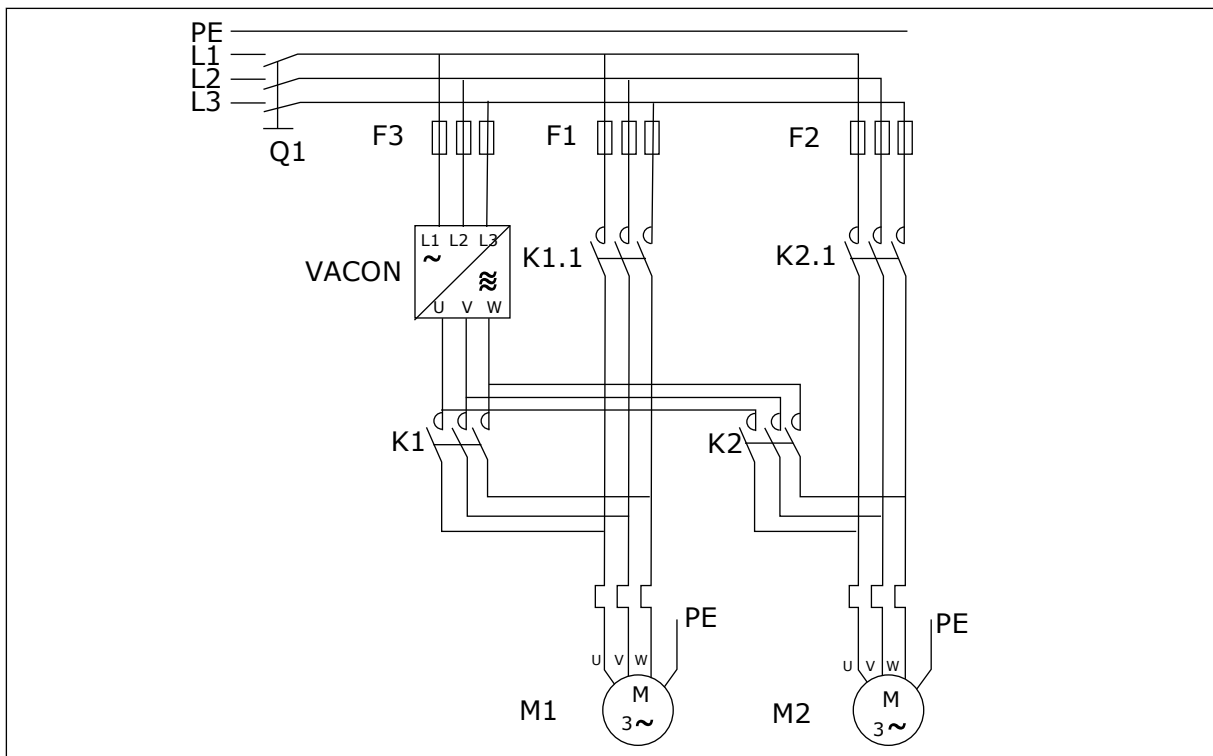 PE
L1
L2
L3
Q1
F3
F1
F2
L1 L2 L3
~
VACON
K1.1
K2.1
U V W
K1
K2
PE
PE
U V W
U V W
M1
M
3~
M2
M
3~